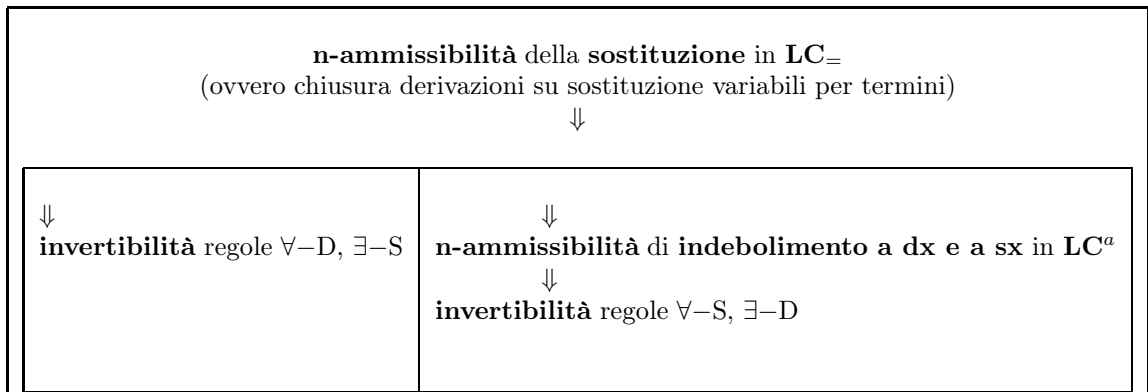 n-ammissibilità della sostituzione in LC₌
(ovvero chiusura derivazioni su sostituzione variabili per termini)
⇓
⇓
invertibilità regole ∀−D, ∃−S
⇓
n-ammissibilità di indebolimento a dx e a sx in LCᵃ
⇓
invertibilità regole ∀−S, ∃−D